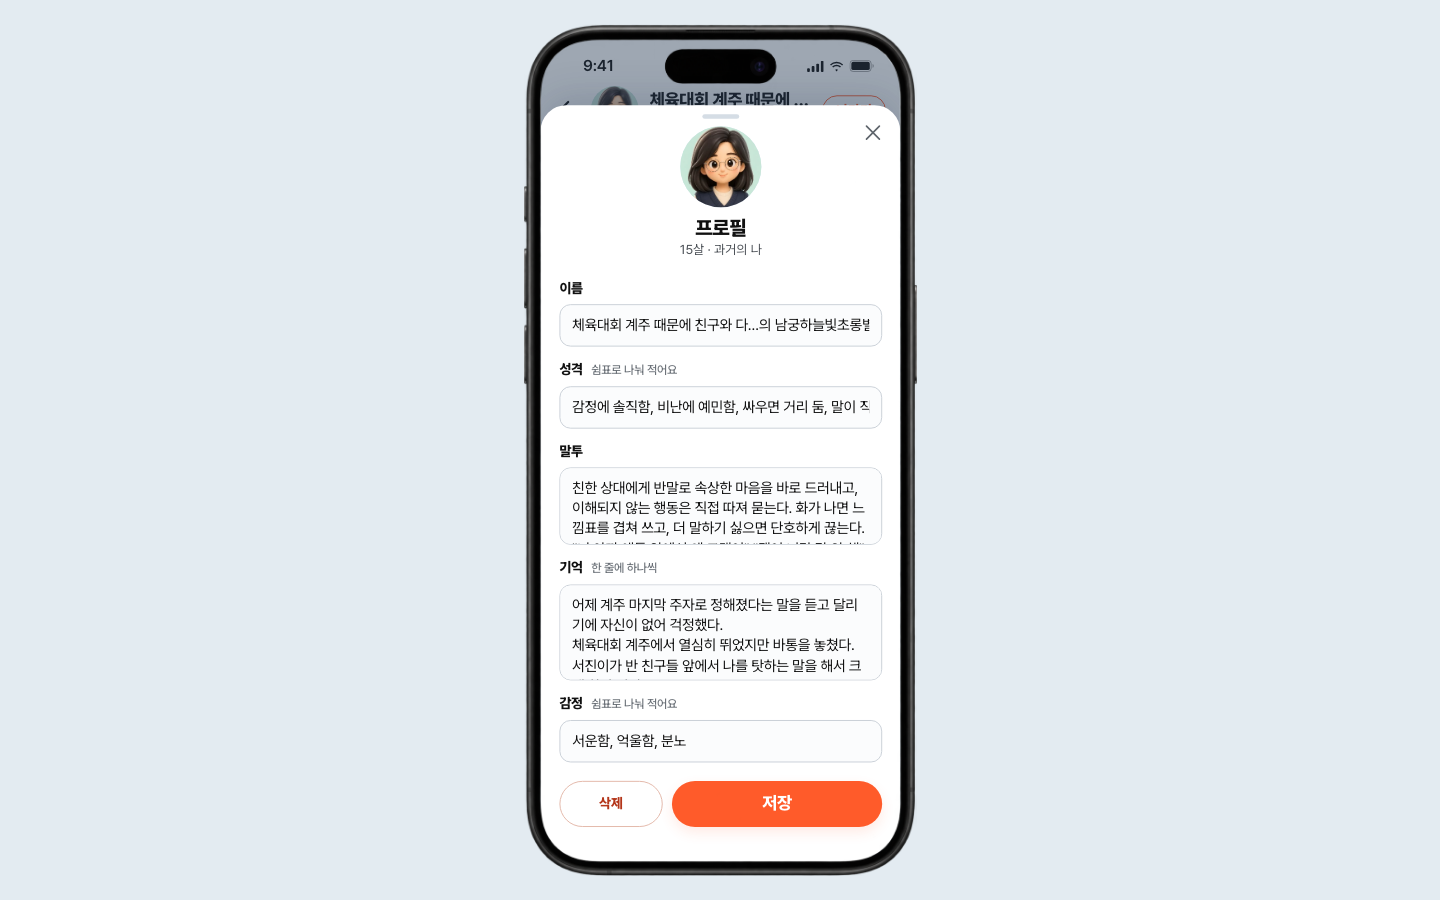 9:41
체육대회 계주 때문에 ...
프로필
15살 · 과거의 나
이름
체육대회 계주 때문에 친구와 다...의 남궁하늘빛초롱
성격 쉼표로 나눠 적어요
감정에 솔직함, 비난에 예민함, 싸우면 거리 둠, 말이
말투
친한 상대에게 반말로 속상한 마음을 바로 드러내고,
이해되지 않는 행동은 직접 따져 묻는다. 화가 나면 느
낌표를 겹쳐 쓰고, 더 말하기 싫으면 단호하게 끊는다.
기억 한 줄에 하나씩
어제 계주 마지막 주자로 정해졌다는 말을 듣고 달리
기에 자신이 없어 걱정했다.
체육대회 계주에서 열심히 뛰었지만 바통을 놓쳤다.
서진이가 반 친구들 앞에서 나를 탓하는 말을 해서 크
감정 쉼표로 나눠 적어요
서운함, 억울함, 분노
삭제
저장